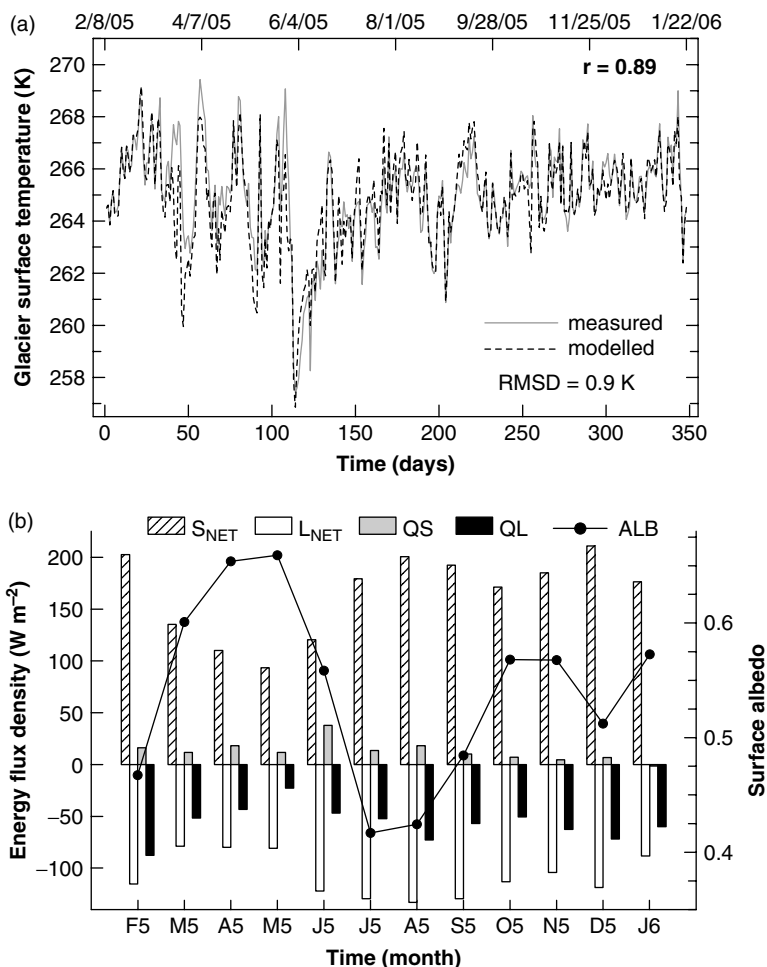 (a)
2/8/05 4/7/05 6/4/05 8/1/05 9/28/05 11/25/05 1/22/06
Glacier surface temperature (K)
270
268
266
264
262
260
258
r = 0.89
measured
modelled
RMSD = 0.9 K
0 50 100 150 200 250 300 350
Time (days)
(b)
S_NET L_NET QS QL ALB
Energy flux density (W m⁻²)
200
150
100
50
0
−50
−100
0.6
0.5
0.4
Surface albedo
F5 M5 A5 M5 J5 J5 A5 S5 O5 N5 D5 J6
Time (month)